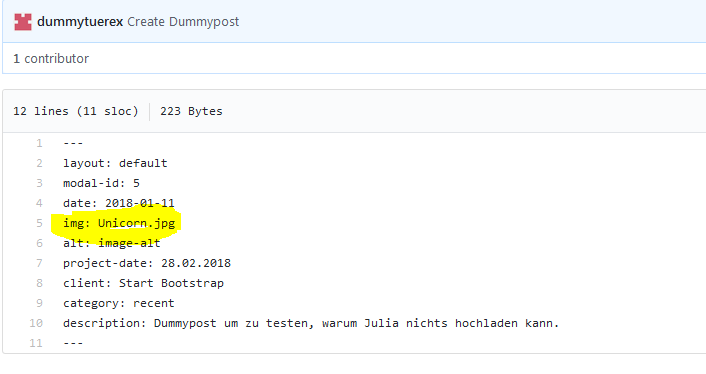 dummytuerex Create Dummypost
1 contributor
12 lines (11 sloc) 223 Bytes
1 ---
2 layout: default
3 modal-id: 5
4 date: 2018-01-11
5 img: Unicorn.jpg
6 alt: image-alt
7 project-date: 28.02.2018
8 client: Start Bootstrap
9 category: recent
10 description: Dummypost um zu testen, warum Julia nichts hochladen kann.
11 ---